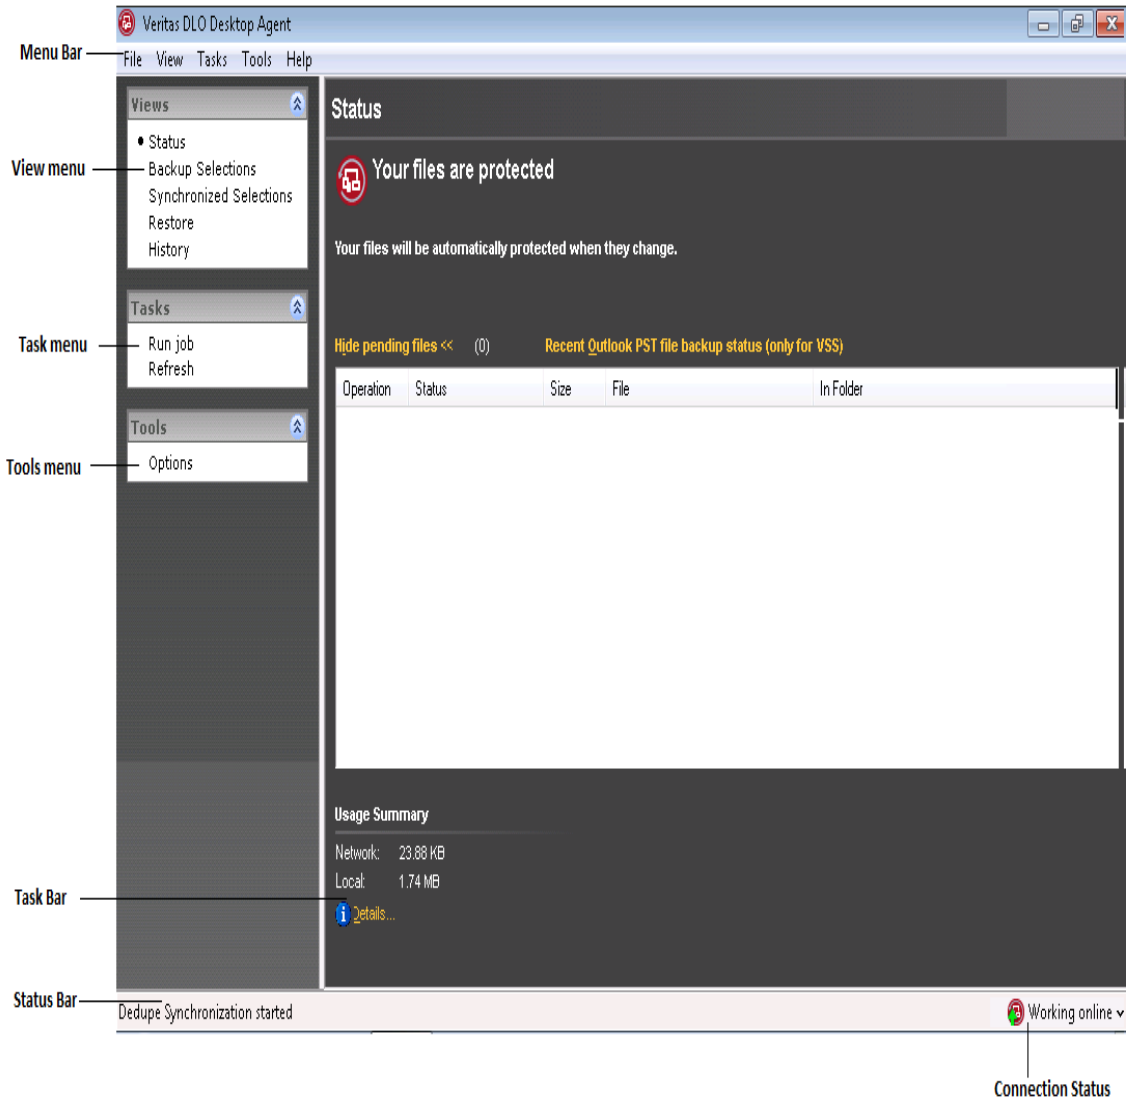 Veritas DLO Desktop Agent
Menu Bar
File View Tasks Tools Help
Views
Status
Status
View menu
Backup Selections
Synchronized Selections
Restore
History
Your files are protected
Your files will be automatically protected when they change.
Tasks
Task menu
Run job
Refresh
Hide pending files << (0) Recent Outlook PST file backup status (only for VSS)
Operation Status Size File In Folder
Tools
Tools menu
Options
Usage Summary
Network: 23.88 KB
Local: 1.74 MB
Task Bar
Details...
Status Bar
Dedupe Synchronization started
Working online
Connection Status